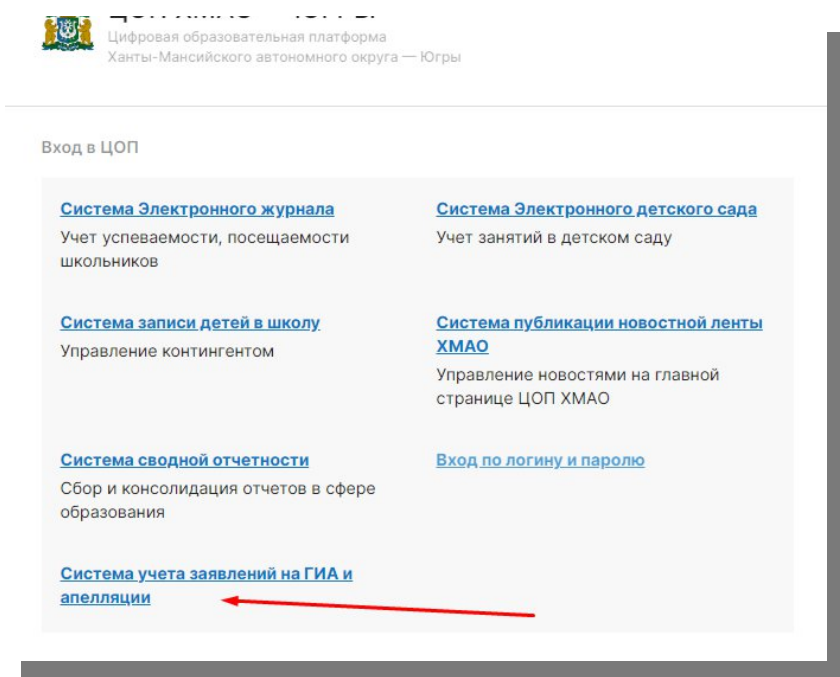 ЦОП ХМАО — ЮГРЫ
Цифровая образовательная платформа
Ханты-Мансийского автономного округа — Югры
Вход в ЦОП
Система Электронного журнала
Учет успеваемости, посещаемости
школьников
Система Электронного детского сада
Учет занятий в детском саду
Система записи детей в школу
Управление контингентом
Система публикации новостной ленты
ХМАО
Управление новостями на главной
странице ЦОП ХМАО
Система сводной отчетности
Сбор и консолидация отчетов в сфере
образования
Вход по логину и паролю
Система учета заявлений на ГИА и
апелляции